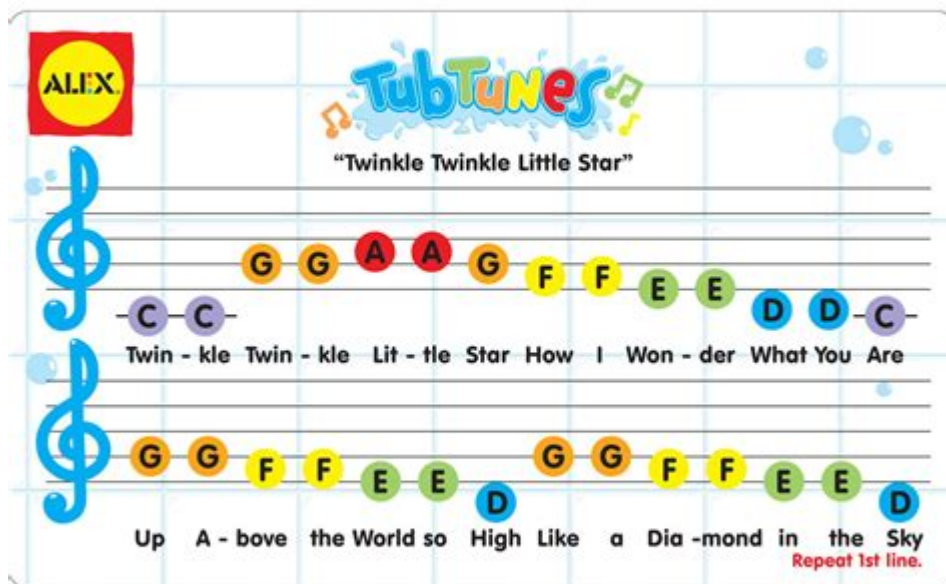 ALEX
TubTunes
“Twinkle Twinkle Little Star”
C C G G A A G F F E E D D C
Twin - kle Twin - kle Lit - tle Star How I Won - der What You Are
G G F F E E D G G F F E E D
Up A - bove the World so High Like a Dia -mond in the Sky
Repeat 1st line.